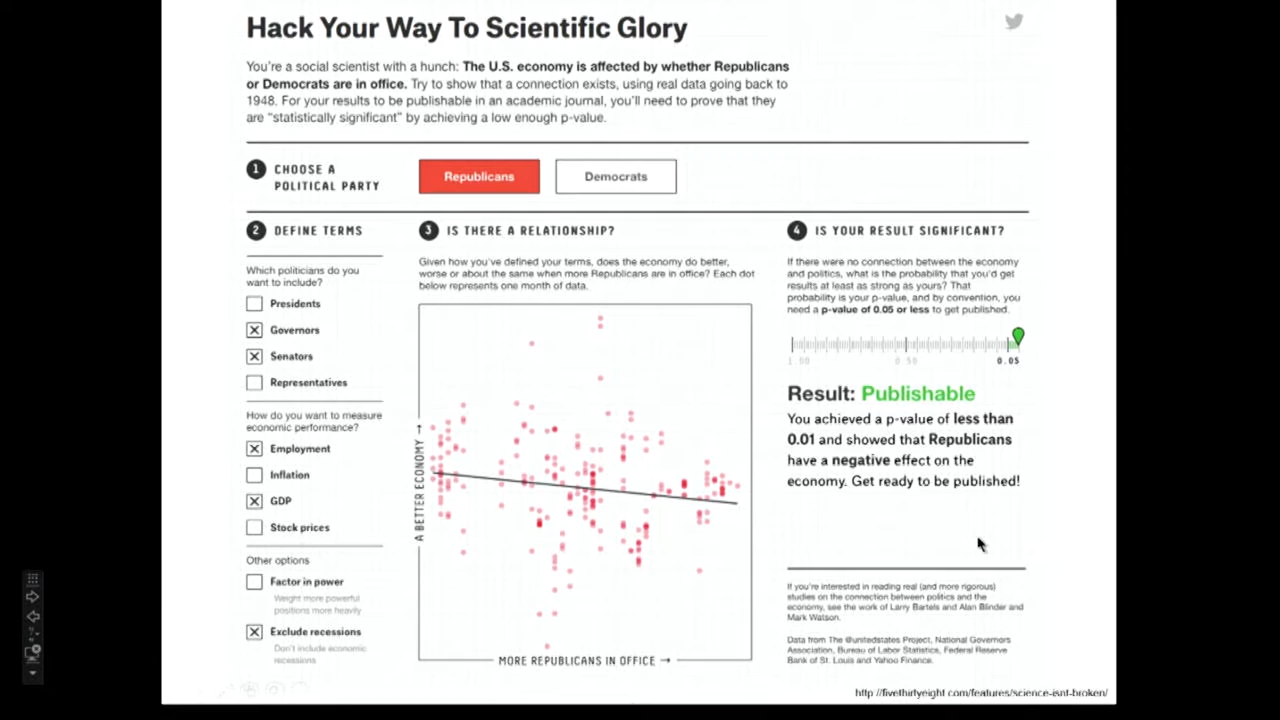 Hack Your Way To Scientific Glory
You're a social scientist with a hunch: The U.S. economy is affected by whether Republicans
or Democrats are in office. Try to show that a connection exists, using real data going back to
1948. For your results to be publishable in an academic journal, you'll need to prove that they
are “statistically significant” by achieving a low enough p-value.
1 CHOOSE A
POLITICAL PARTY
Republicans
Democrats
2 DEFINE TERMS
Which politicians do you
want to include?
Presidents
Governors
Senators
Representatives
How do you want to measure
economic performance?
Employment
Inflation
GDP
Stock prices
Other options
Factor in power
Weight more powerful
positions more heavily
Exclude recessions
Don't include economic
recessions
3 IS THERE A RELATIONSHIP?
Given how you've defined your terms, does the economy do better,
worse or about the same when more Republicans are in office? Each dot
below represents one month of data.
A BETTER ECONOMY →
MORE REPUBLICANS IN OFFICE →
4 IS YOUR RESULT SIGNIFICANT?
If there were no connection between the economy
and politics, what is the probability that you'd get
results at least as strong as yours? That
probability is your p-value, and by convention, you
need a p-value of 0.05 or less to get published.
1.00 0.50 0.05
Result: Publishable
You achieved a p-value of less than
0.01 and showed that Republicans
have a negative effect on the
economy. Get ready to be published!
If you're interested in reading real (and more rigorous)
studies on the connection between politics and the
economy, see the work of Larry Bartels and Alan Blinder and
Mark Watson.
Data from The @unitedstates Project, National Governors
Association, Bureau of Labor Statistics, Federal Reserve
Bank of St. Louis and Yahoo Finance.
http://fivethirtyeight.com/features/science-isnt-broken/